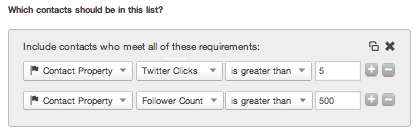 Which contacts should be in this list?
Include contacts who meet all of these requirements:
Contact Property Twitter Clicks is greater than 5
Contact Property Follower Count is greater than 500